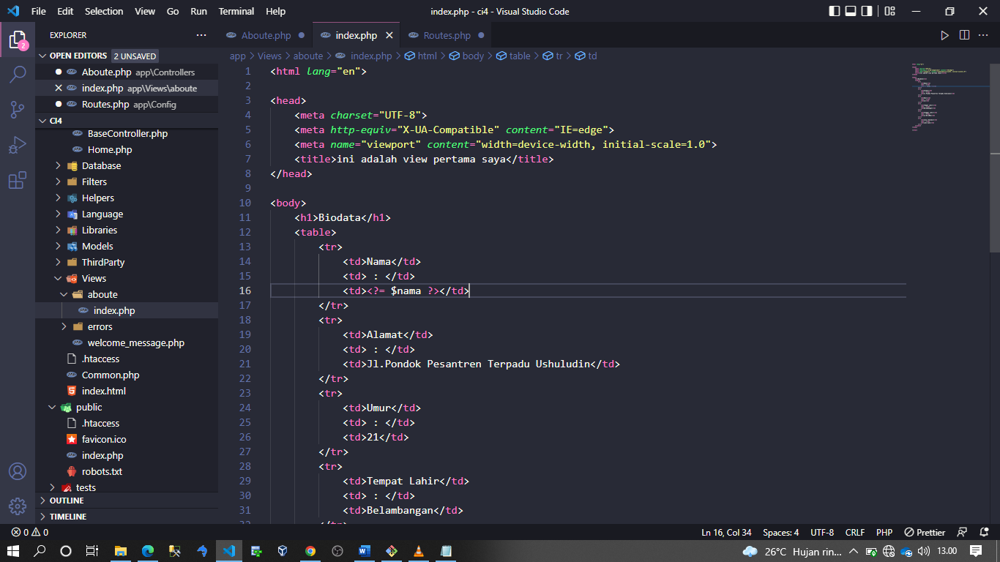 File Edit Selection View Go Run Terminal Help
index.php - ci4 - Visual Studio Code
EXPLORER
Aboute.php
index.php
Routes.php
OPEN EDITORS 2 UNSAVED
app > Views > aboute > index.php > html > body > table > tr > td
Aboute.php app\Controllers
index.php app\Views\aboute
Routes.php app\Config
CI4
BaseController.php
Home.php
Database
Filters
Helpers
Language
Libraries
Models
ThirdParty
Views
aboute
index.php
errors
welcome_message.php
.htaccess
Common.php
index.html
public
.htaccess
favicon.ico
index.php
robots.txt
tests
OUTLINE
TIMELINE
2
1 <html lang="en">
2
3 <head>
4 <meta charset="UTF-8">
5 <meta http-equiv="X-UA-Compatible" content="IE=edge">
6 <meta name="viewport" content="width=device-width, initial-scale=1.0">
7 <title>ini adalah view pertama saya</title>
8 </head>
9
10 <body>
11 <h1>Biodata</h1>
12 <table>
13 <tr>
14 <td>Nama</td>
15 <td> : </td>
16 <td><?= $nama ?></td>
17 </tr>
18 <tr>
19 <td>Alamat</td>
20 <td> : </td>
21 <td>Jl.Pondok Pesantren Terpadu Ushuludin</td>
22 </tr>
23 <tr>
24 <td>Umur</td>
25 <td> : </td>
26 <td>21</td>
27 </tr>
28 <tr>
29 <td>Tempat Lahir</td>
30 <td> : </td>
31 <td>Belambangan</td>
32 </tr>
0 0
Ln 16, Col 34 Spaces: 4 UTF-8 CRLF PHP Prettier
26°C Hujan rin... 13.00